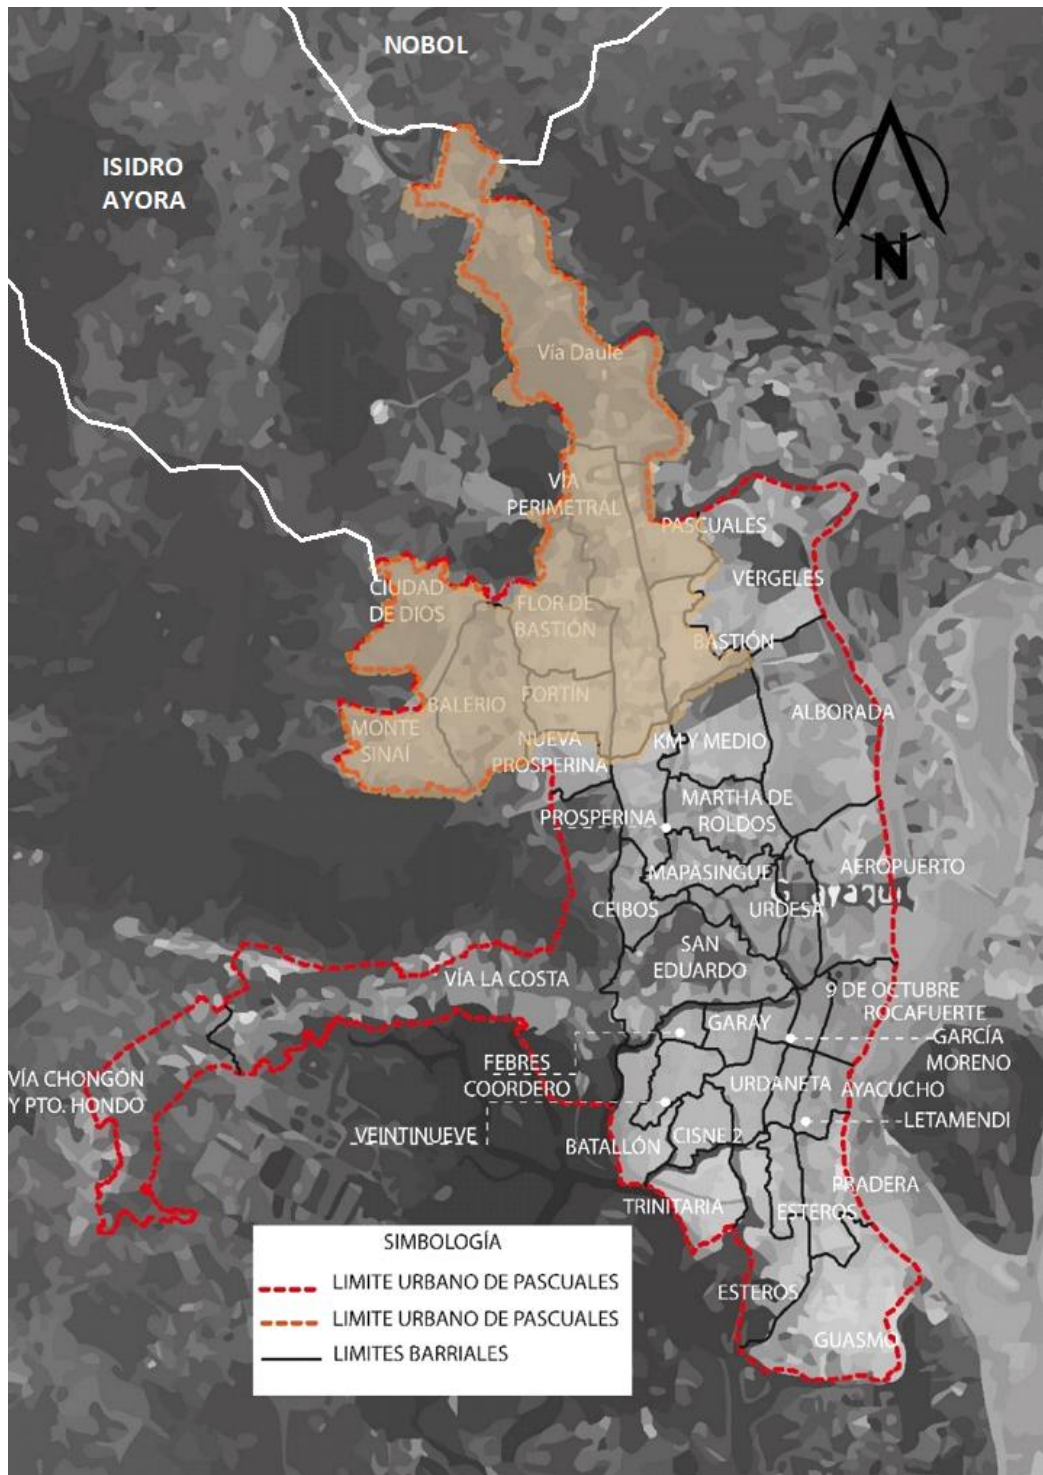 NOBOL
ISIDRO
AYORA
N
Vía Daule
VÍA
PERIMETRAL
PASCUALES
VERGELES
CIUDAD
DE DIOS
FLOR DE
BASTIÓN
BASTIÓN
BALERIO
FORTÍN
ALBORADA
MONTE
SINAÍ
NUEVA
PROSPERINA
KM Y MEDIO
PROSPERINA
MARTHA DE
ROLDOS
MAPASINGUE
AEROPUERTO
CEIBOS
URDESA
SAN
EDUARDO
VÍA LA COSTA
9 DE OCTUBRE
ROCAFUERTE
GARAY
GARCÍA
MORENO
FEBRES
COORDERO
VÍA CHONGÓN
Y PTO. HONDO
URDANETA
AYACUCHO
LETAMENDI
VEINTINUEVE
BATALLÓN
CISNE 2
PRADERA
TRINITARIA
ESTEROS
ESTEROS
GUASMO
SIMBOLOGÍA
LIMITE URBANO DE PASCUALES
LIMITE URBANO DE PASCUALES
LIMITES BARRIALES